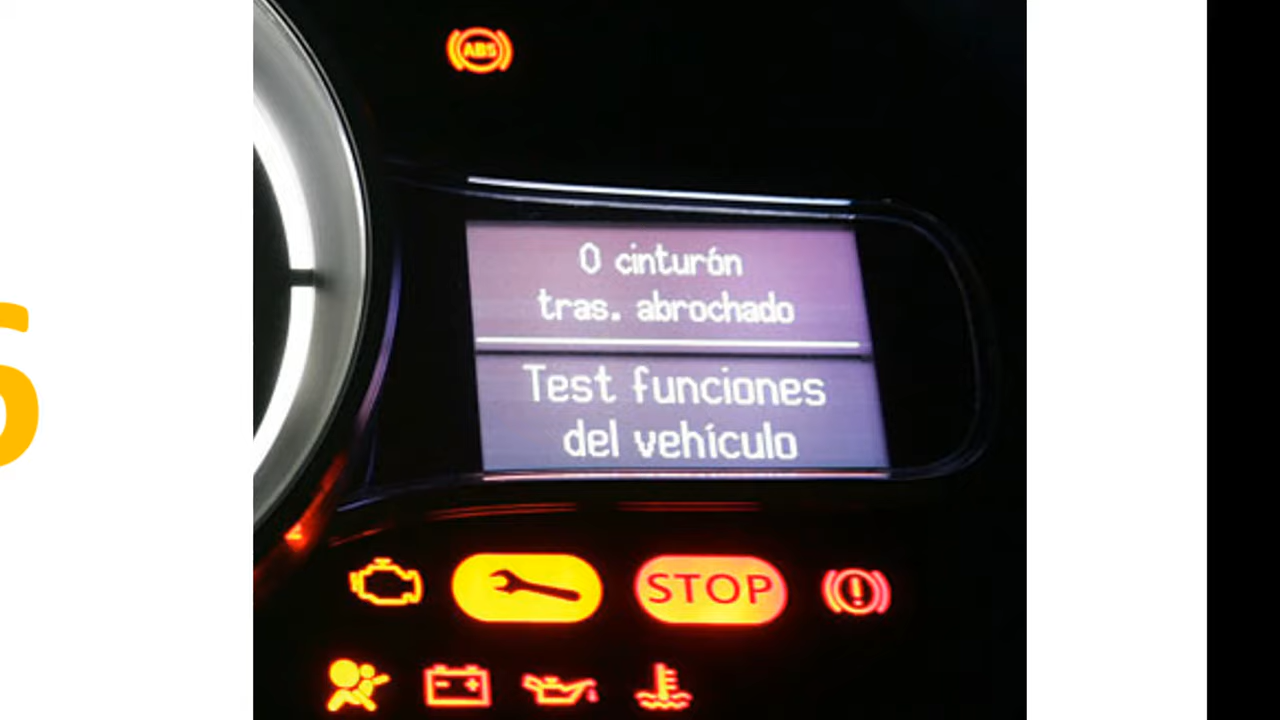 ABS
0 cinturón
tras. abrochado
Test funciones
del vehículo
STOP